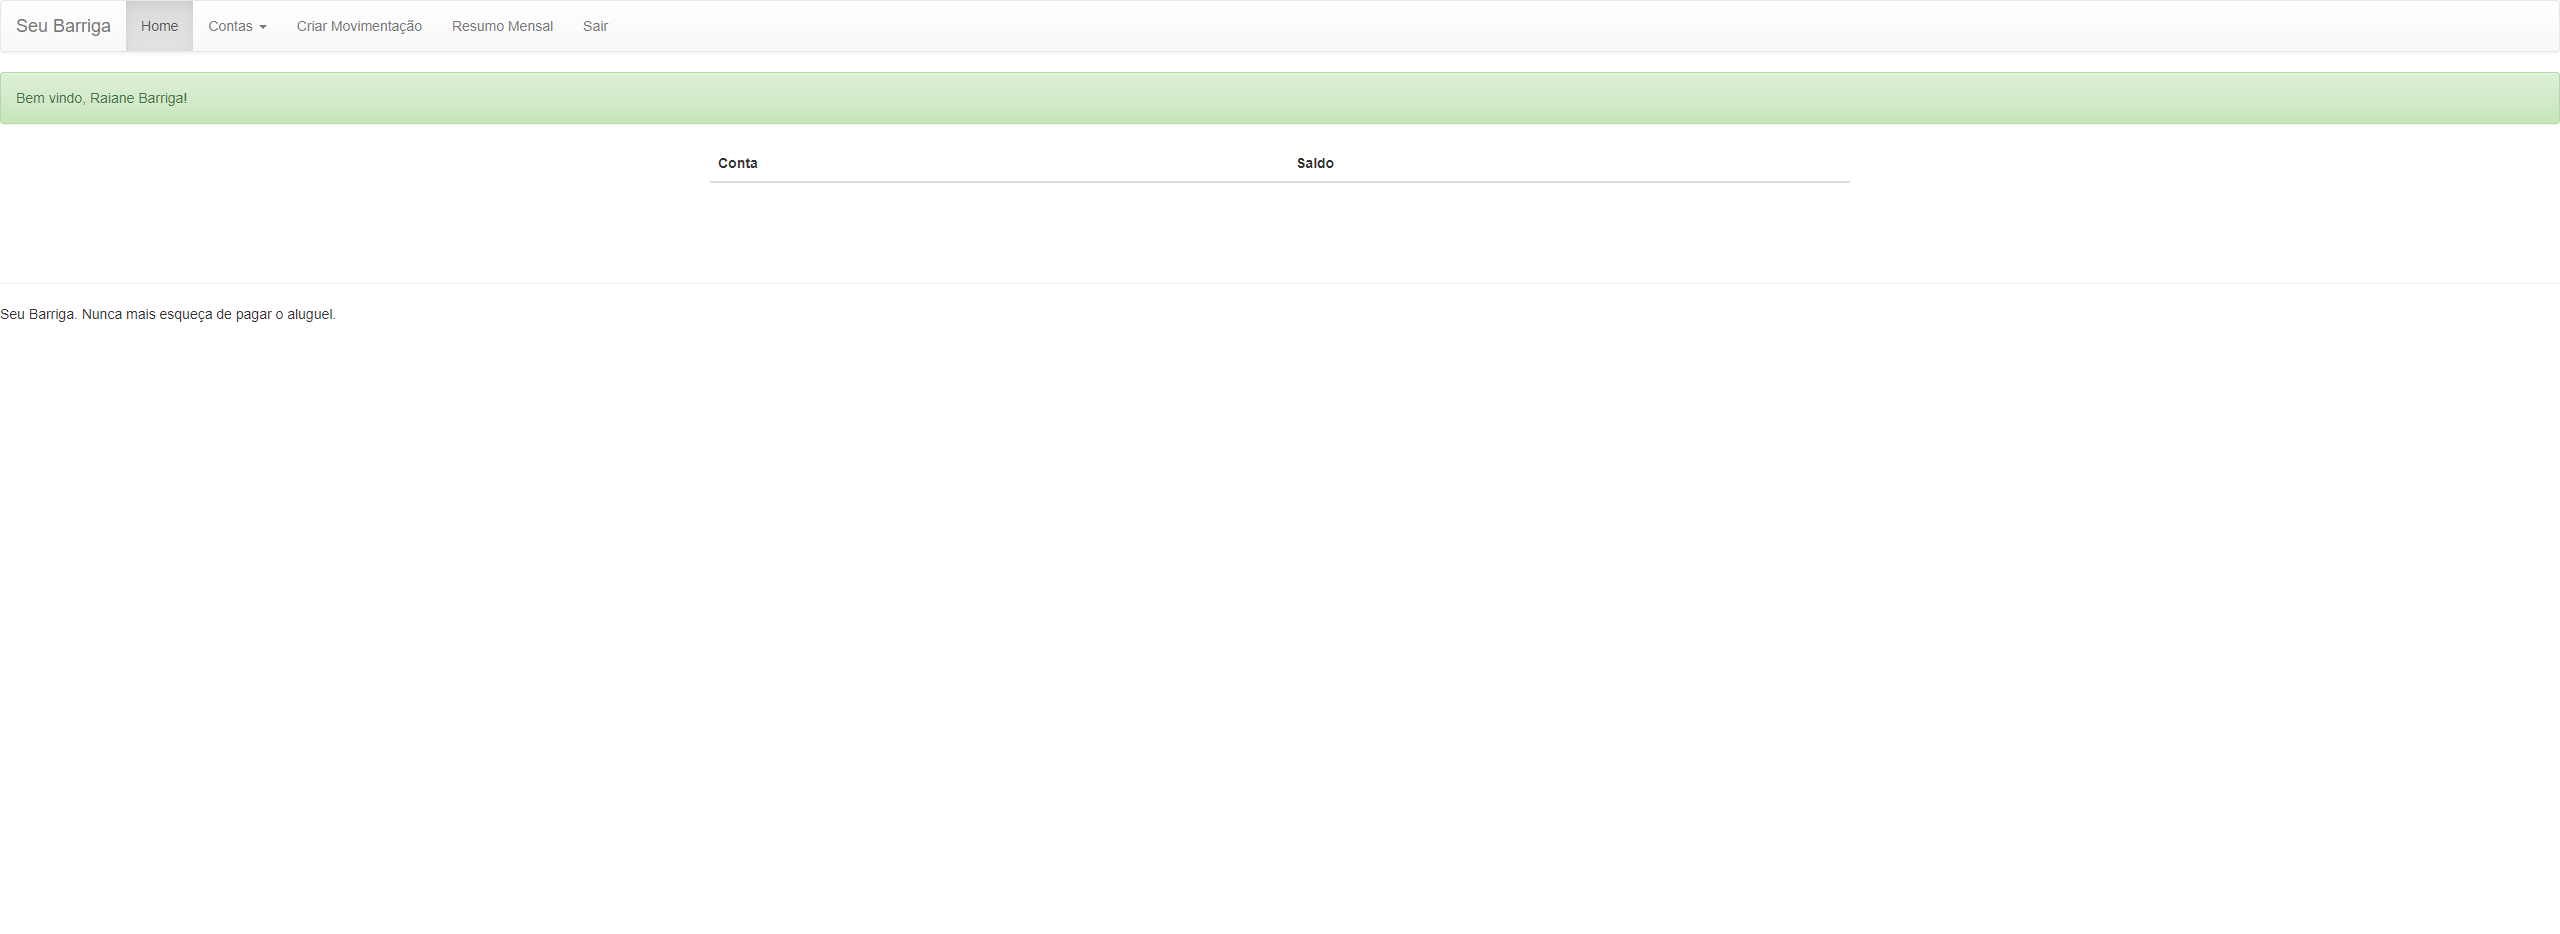 Seu Barriga Home Contas Criar Movimentação Resumo Mensal Sair
Bem vindo, Raiane Barriga!
Conta Saldo
Seu Barriga. Nunca mais esqueça de pagar o aluguel.